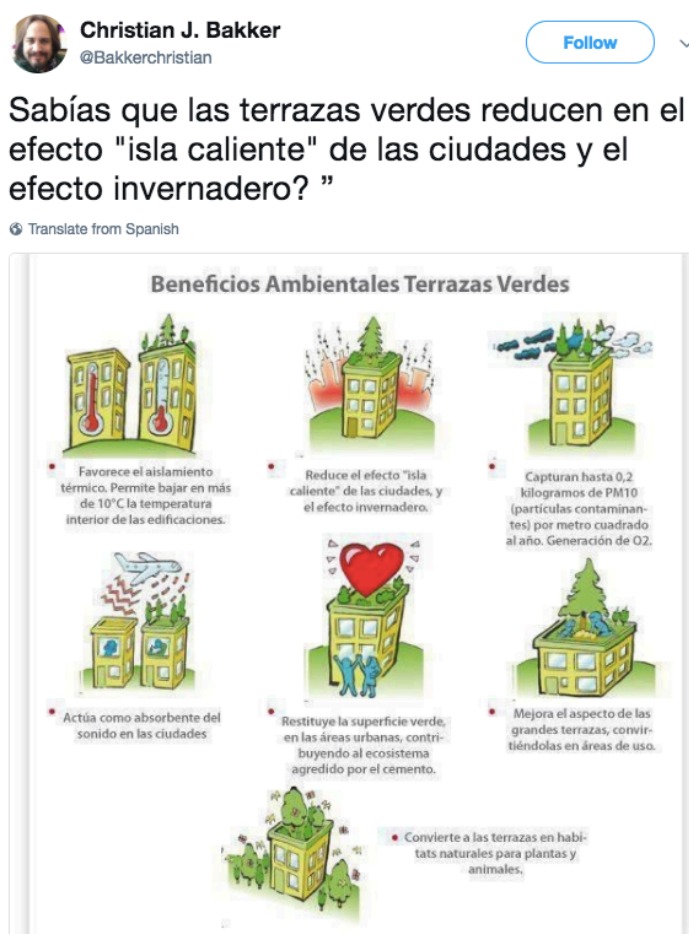 Christian J. Bakker
@Bakkerchristian
Follow
Sabías que las terrazas verdes reducen en el
efecto "isla caliente" de las ciudades y el
efecto invernadero? ”
Translate from Spanish
Beneficios Ambientales Terrazas Verdes
Favorece el aislamiento
térmico. Permite bajar en más
de 10°C la temperatura
interior de las edificaciones.
Reduce el efecto "isla
caliente" de las ciudades, y
el efecto invernadero.
Capturan hasta 0,2
kilogramos de PM10
(partículas contaminan-
tes) por metro cuadrado
al año. Generación de O2.
Actúa como absorbente del
sonido en las ciudades
Restituye la superficie verde,
en las áreas urbanas, contri-
buyendo al ecosistema
agredido por el cemento.
Mejora el aspecto de las
grandes terrazas, convir-
tiéndolas en áreas de uso.
Convierte a las terrazas en habi-
tats naturales para plantas y
animales.